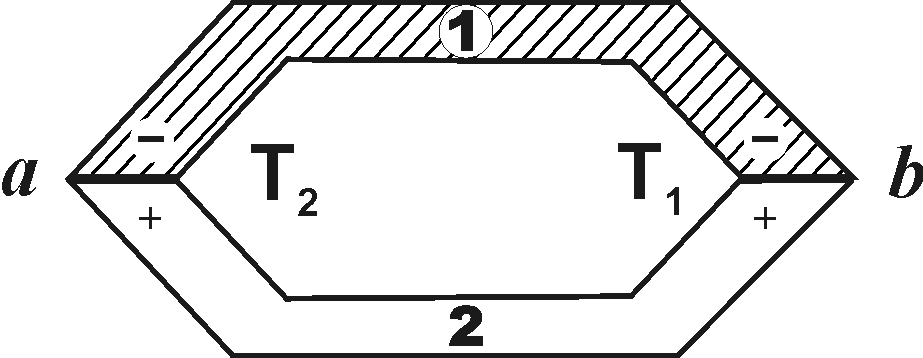 1
− −
a T₂ T₁ b
+ +
2